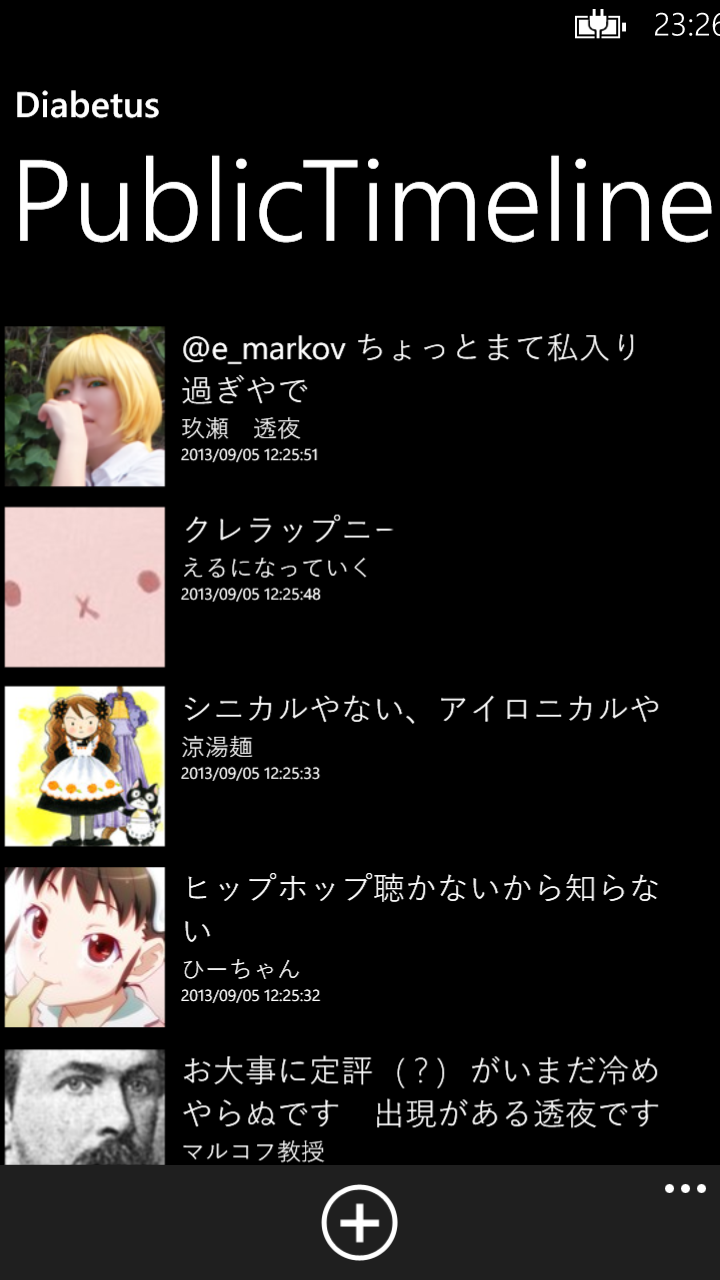 23:26
Diabetus
PublicTimeline
@e_markov ちょっとまて私入り
過ぎやで
玖瀬　透夜
2013/09/05 12:25:51
クレラップニー
えるになっていく
2013/09/05 12:25:48
シニカルやない、アイロニカルや
涼湯麺
2013/09/05 12:25:33
ヒップホップ聴かないから知らな
い
ひーちゃん
2013/09/05 12:25:32
お大事に定評（？）がいまだ冷め
やらぬです　出現がある透夜です
マルコフ教授